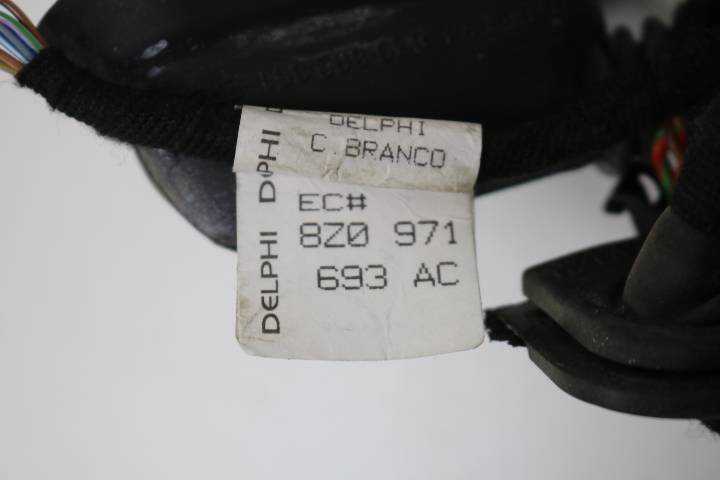 DELPHI
C.BRANCO
EC#
8Z0 971
693 AC
DELPHI